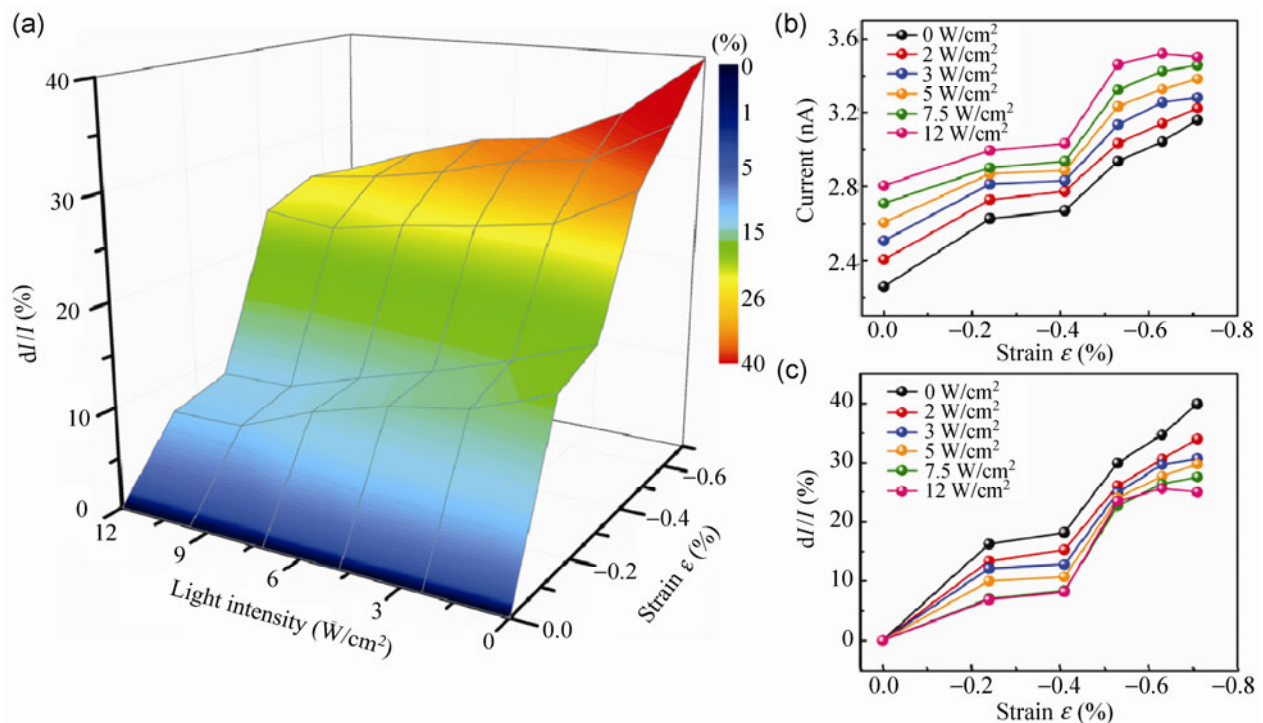 (a)
(%)
40
30
20
10
0
dI/I (%)
12
9
6
3
0
Light intensity (W/cm²)
0.0
−0.2
−0.4
−0.6
Strain ε (%)
0
1
5
15
26
40
(b)
0 W/cm²
2 W/cm²
3 W/cm²
5 W/cm²
7.5 W/cm²
12 W/cm²
3.6
3.2
2.8
2.4
Current (nA)
0.0 −0.2 −0.4 −0.6 −0.8
Strain ε (%)
(c)
0 W/cm²
2 W/cm²
3 W/cm²
5 W/cm²
7.5 W/cm²
12 W/cm²
40
30
20
10
0
dI/I (%)
0.0 −0.2 −0.4 −0.6 −0.8
Strain ε (%)